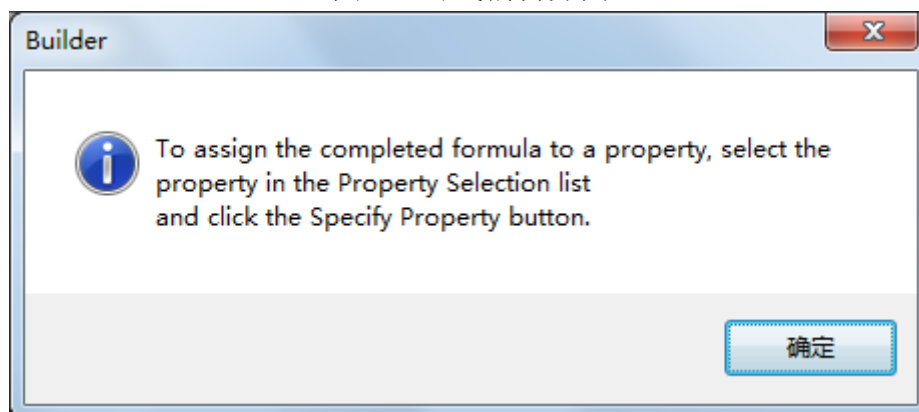 Builder
To assign the completed formula to a property, select the
property in the Property Selection list
and click the Specify Property button.
确定